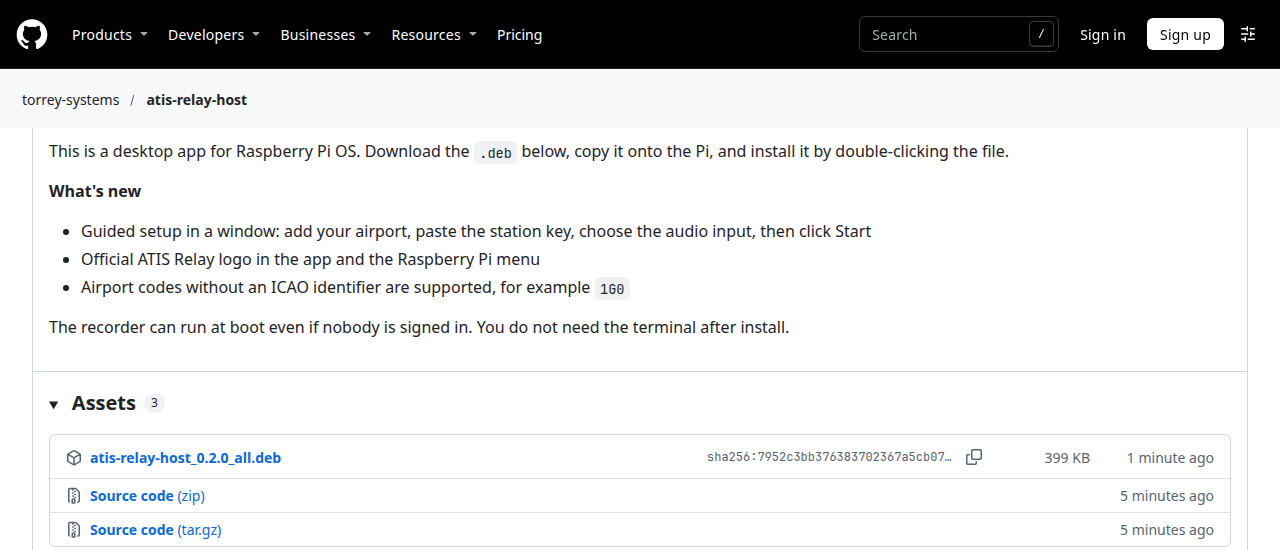 Products Developers Businesses Resources Pricing Search / Sign in Sign up
torrey-systems / atis-relay-host
This is a desktop app for Raspberry Pi OS. Download the .deb below, copy it onto the Pi, and install it by double-clicking the file.
What's new
Guided setup in a window: add your airport, paste the station key, choose the audio input, then click Start
Official ATIS Relay logo in the app and the Raspberry Pi menu
Airport codes without an ICAO identifier are supported, for example 1G0
The recorder can run at boot even if nobody is signed in. You do not need the terminal after install.
Assets 3
atis-relay-host_0.2.0_all.deb sha256:7952c3bb376383702367a5cb07… 399 KB 1 minute ago
Source code (zip) 5 minutes ago
Source code (tar.gz) 5 minutes ago